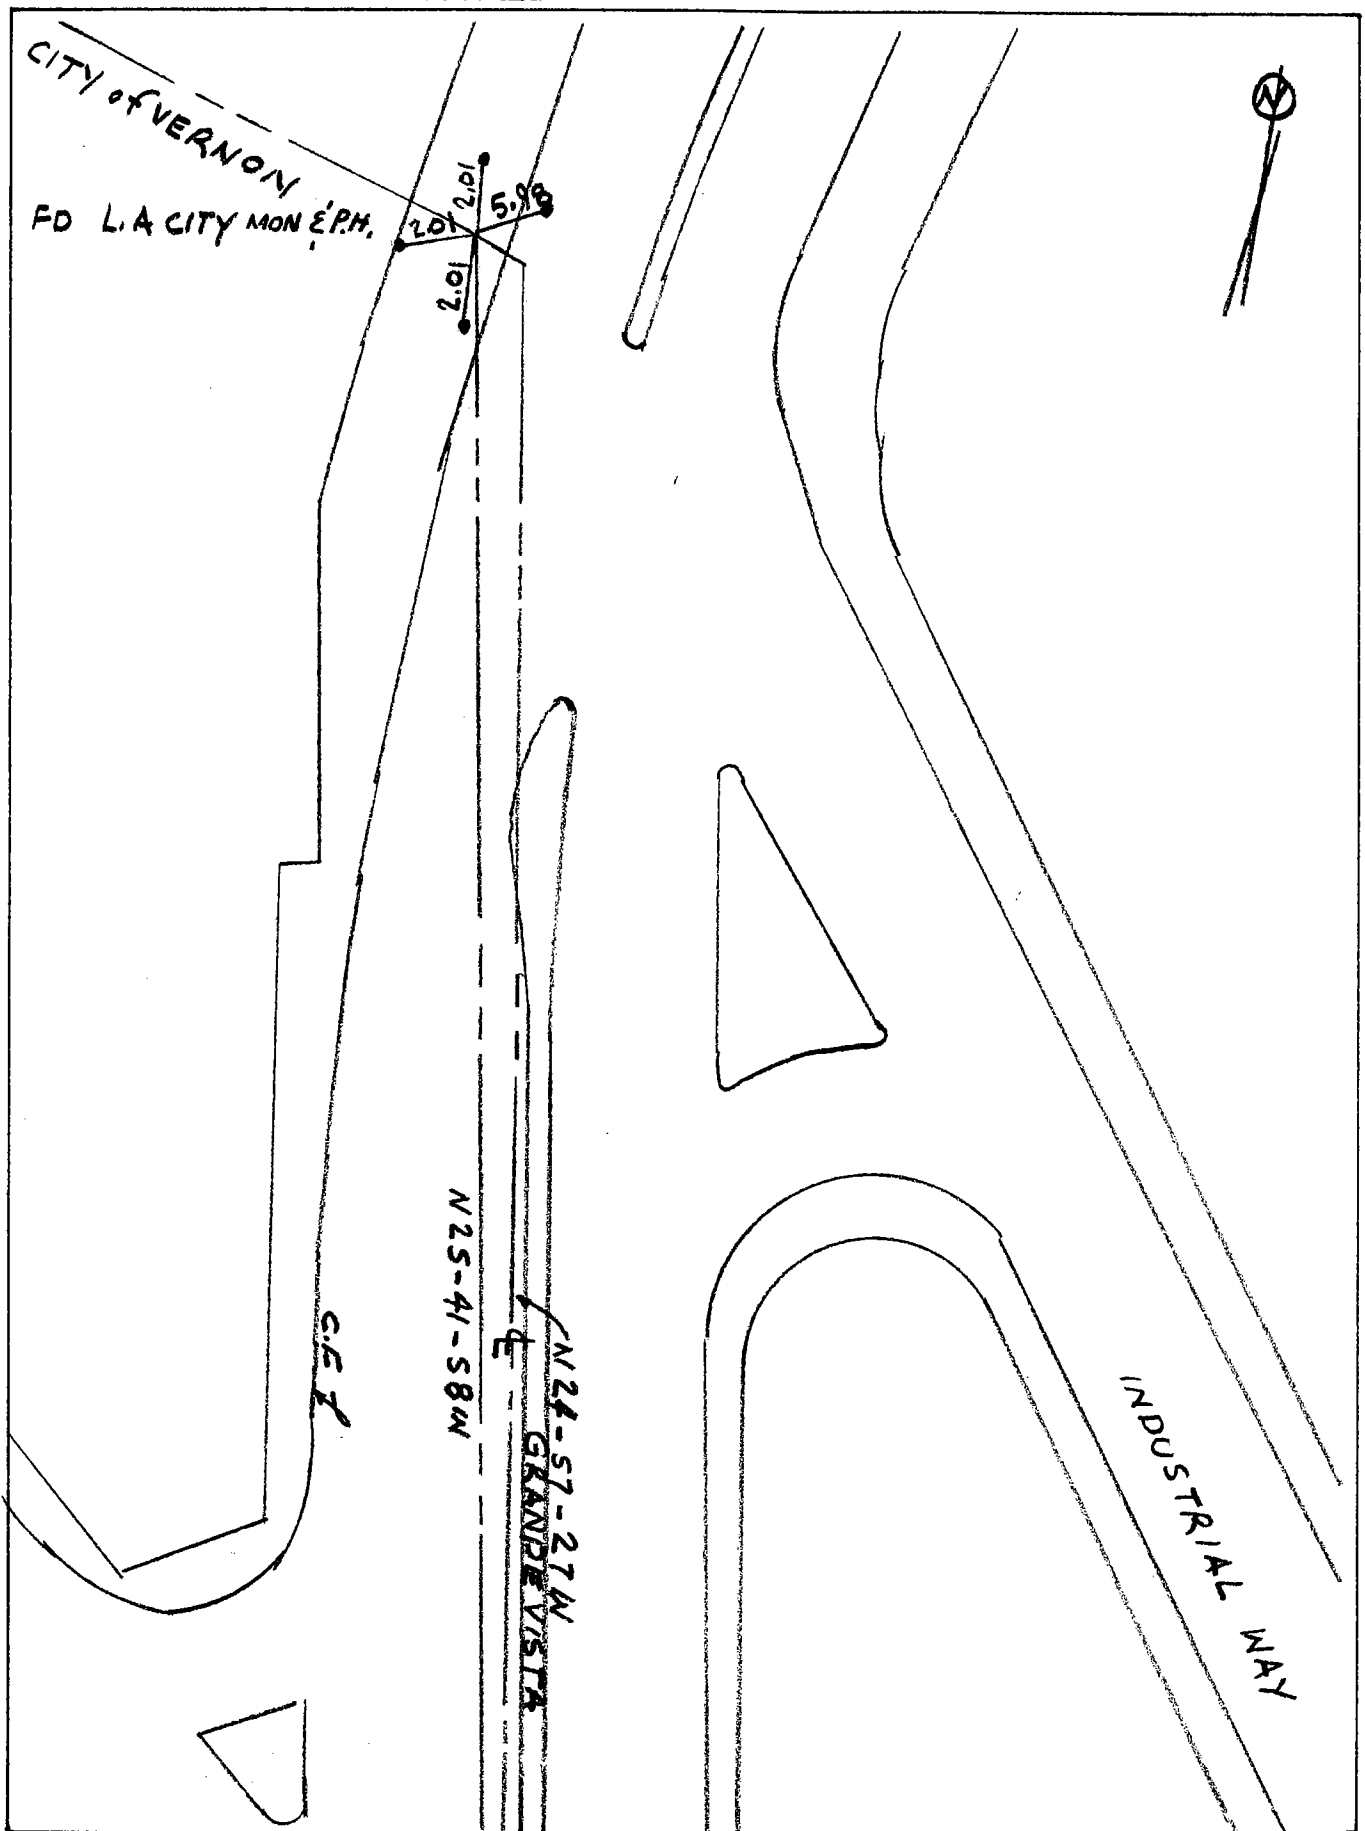 CITY of VERNON
N
FD L.A CITY MON & P.H.
2.01
5.98
2.01
2.01
N25-41-58W
N24-57-27W
GRANDE VISTA
INDUSTRIAL WAY